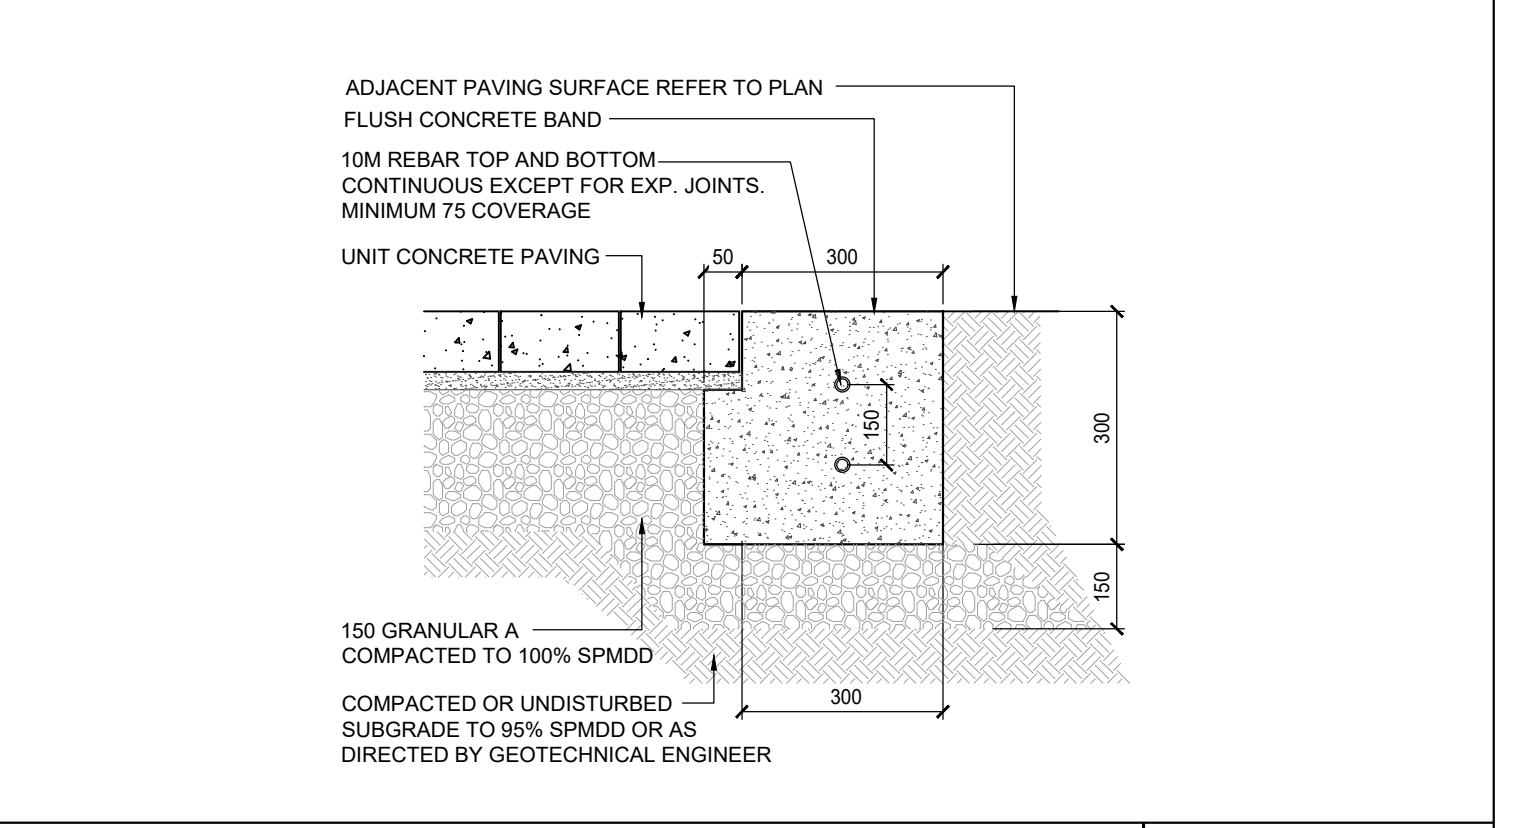 ADJACENT PAVING SURFACE REFER TO PLAN
FLUSH CONCRETE BAND
10M REBAR TOP AND BOTTOM
CONTINUOUS EXCEPT FOR EXP. JOINTS.
MINIMUM 75 COVERAGE
UNIT CONCRETE PAVING
50
300
150
300
150
150 GRANULAR A
COMPACTED TO 100% SPMDD
COMPACTED OR UNDISTURBED
SUBGRADE TO 95% SPMDD OR AS
DIRECTED BY GEOTECHNICAL ENGINEER
300